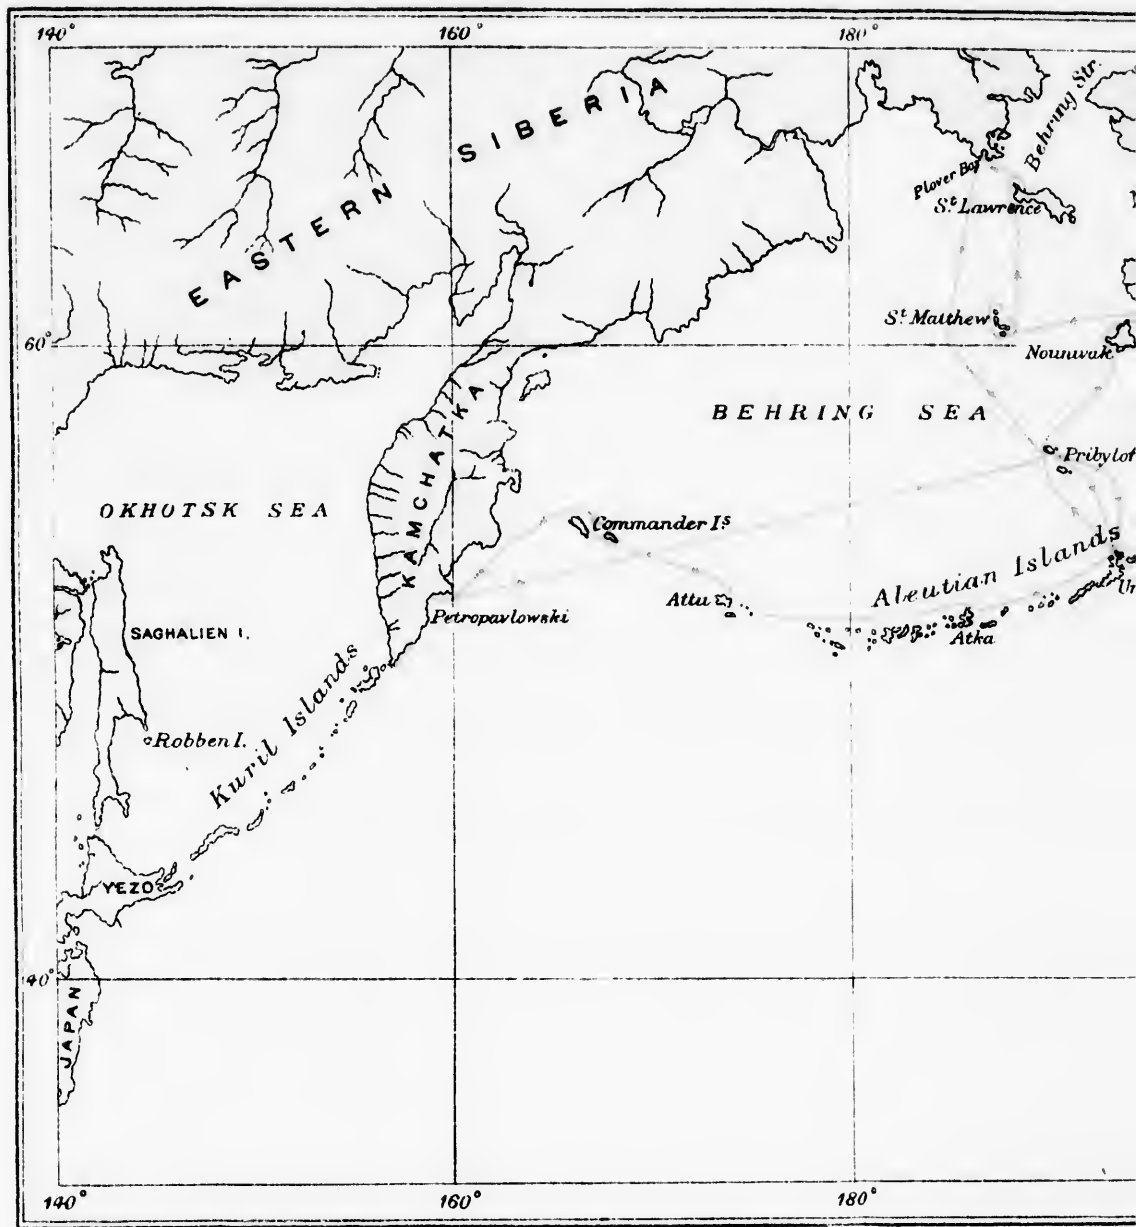 140°
160°
180°
EASTERN SIBERIA
Behring Str.
Plover Bay
St Lawrence
St Matthew
60°
Nounivak
KAMCHATKA
BEHRING SEA
Pribylof
OKHOTSK SEA
Commander Is
Aleutian Islands
Attu
Un
Petropavlowski
SAGHALIEN I.
Atka
Kuril Islands
Robben I.
YEZO
40°
JAPAN
140°
160°
180°